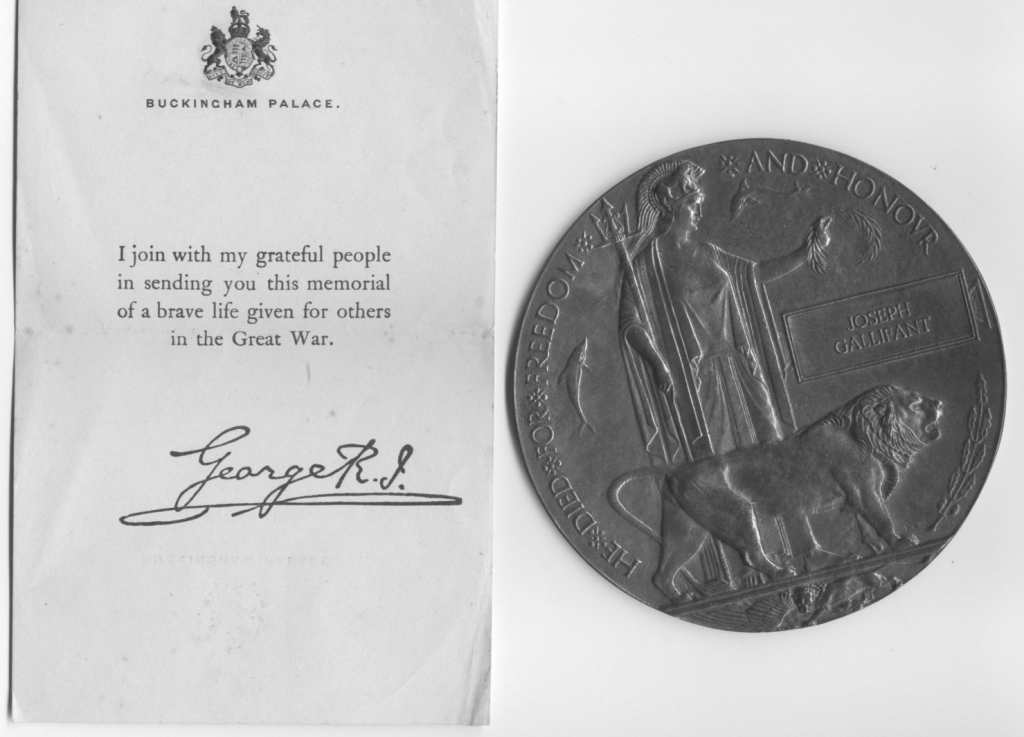 BUCKINGHAM PALACE.
I join with my grateful people
in sending you this memorial
of a brave life given for others
in the Great War.
George R.I.
HE DIED FOR FREEDOM AND HONOVR
JOSEPH
GALLIFANT